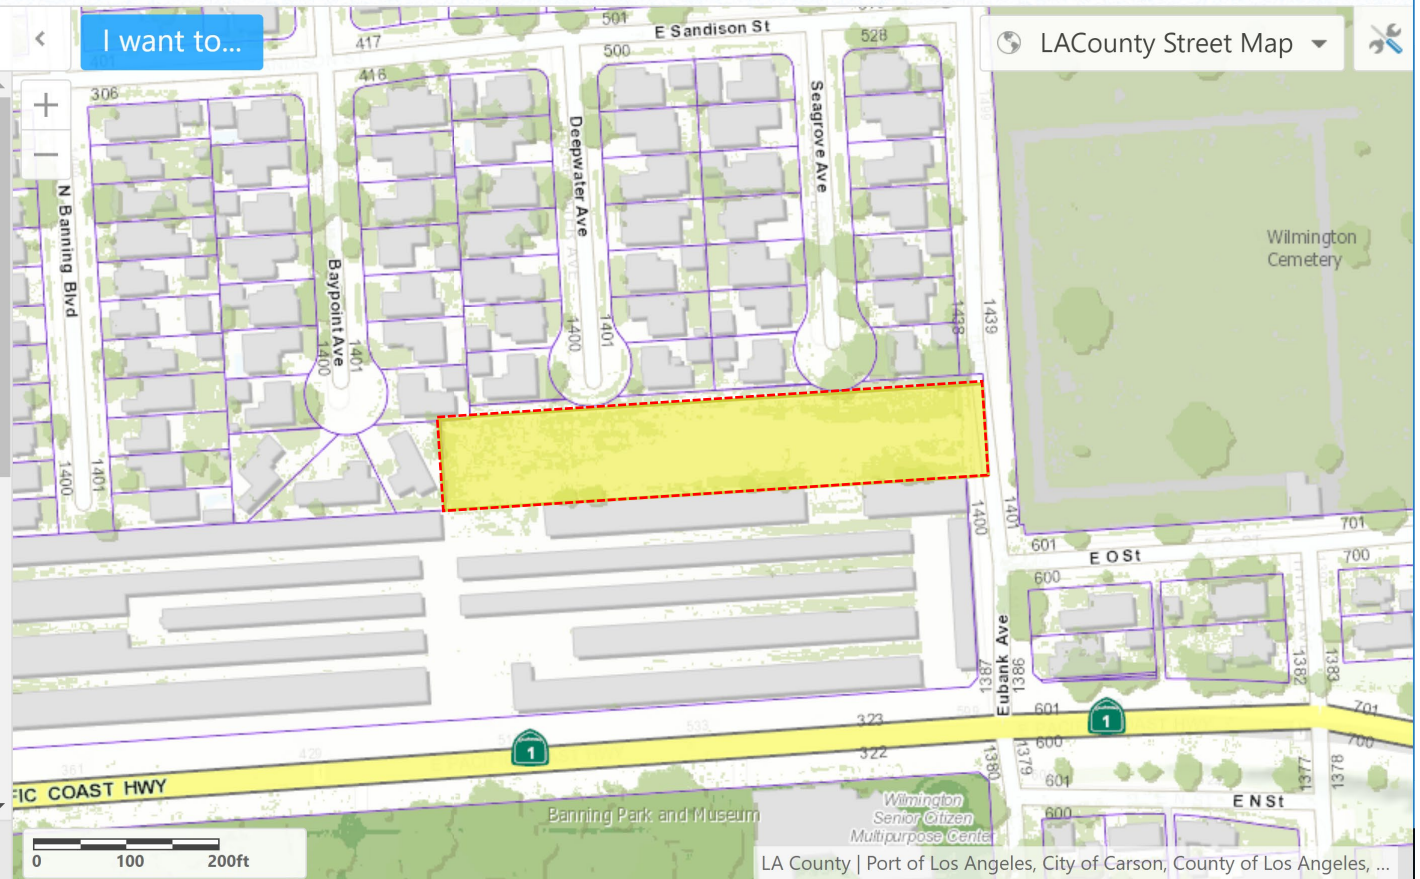 I want to...
LACounty Street Map
501
E Sandison St
417
500
528
416
306
N Banning Blvd
Baypoint Ave
Deepwater Ave
Seagrove Ave
Wilmington
Cemetery
1438
1439
1400
1401
1400
1401
1400
1401
1400
1401
701
601
E O St
700
600
Eubank Ave
1387
1386
1382
1383
601
1
1
323
701
322
600
700
1380
1379
1377
1378
FIC COAST HWY
601
E N St
600
Banning Park and Museum
Wilmington
Senior Citizen
Multipurpose Center
0 100 200ft
LA County | Port of Los Angeles, City of Carson, County of Los Angeles, ...